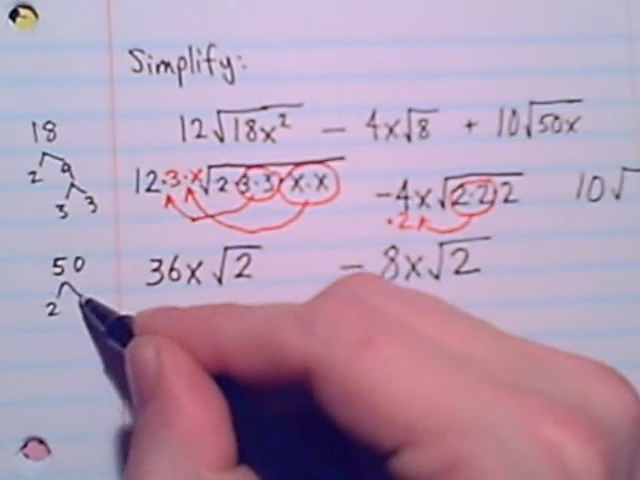 Simplify:
12√18x² - 4x√8 + 10√50x
18
2 9
3 3
12·3·x√2·3·3·x·x -4x√2·2·2 10√
·2
50
2
36x√2 - 8x√2